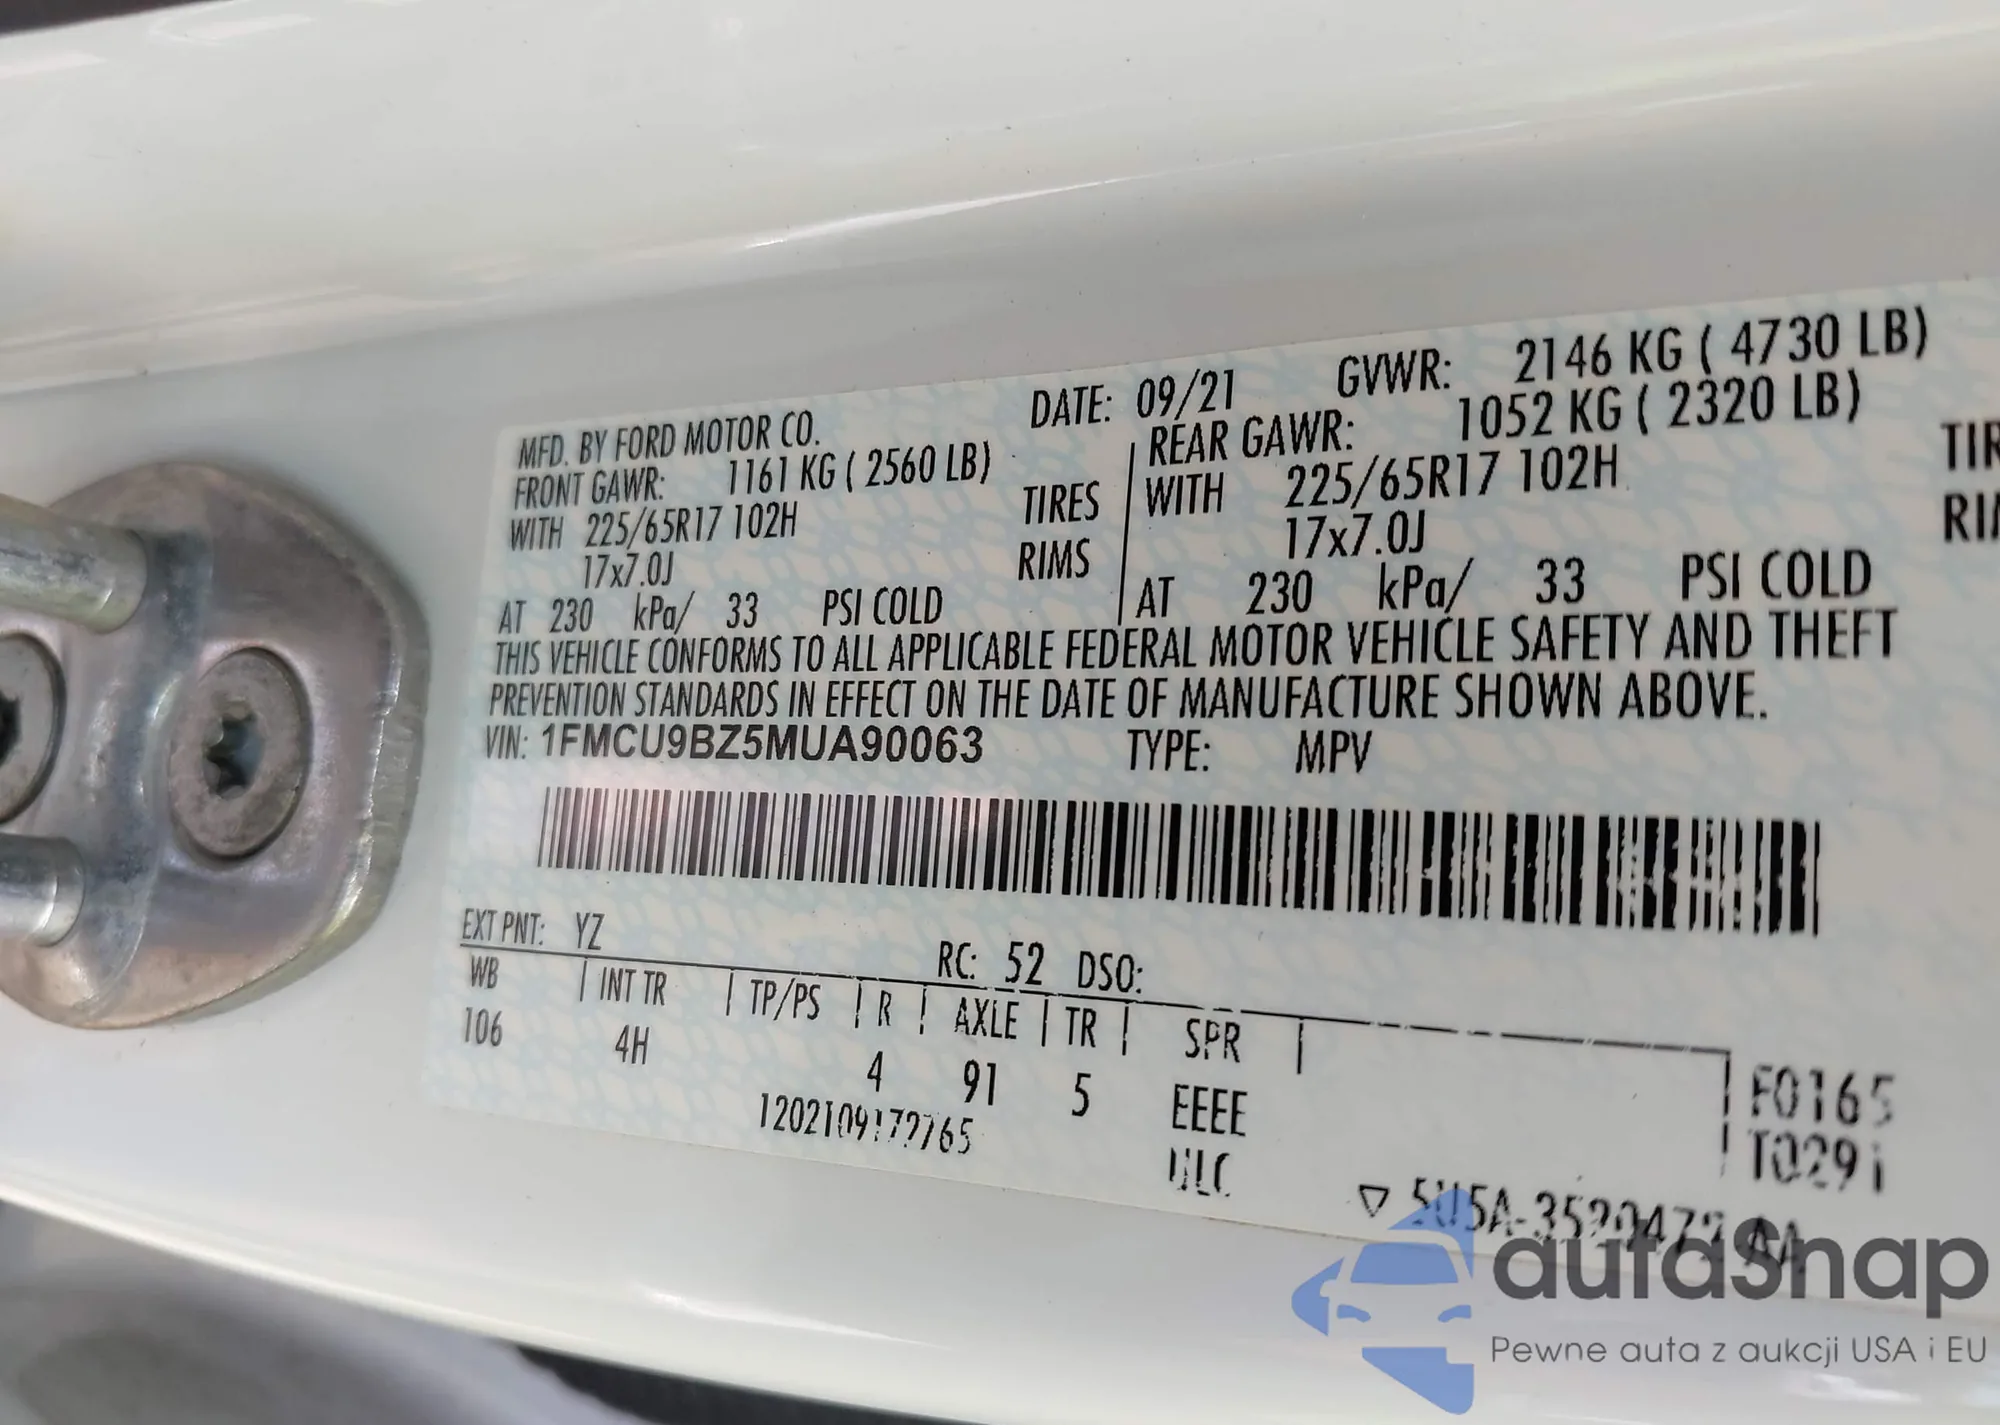 MFD. BY FORD MOTOR CO. DATE: 09/21 GVWR: 2146 KG ( 4730 LB)
FRONT GAWR: 1161 KG ( 2560 LB) REAR GAWR: 1052 KG ( 2320 LB)
WITH 225/65R17 102H TIRES WITH 225/65R17 102H TIR
17x7.0J RIMS 17x7.0J RI
AT 230 kPa/ 33 PSI COLD AT 230 kPa/ 33 PSI COLD
THIS VEHICLE CONFORMS TO ALL APPLICABLE FEDERAL MOTOR VEHICLE SAFETY AND THEFT
PREVENTION STANDARDS IN EFFECT ON THE DATE OF MANUFACTURE SHOWN ABOVE.
VIN: 1FMCU9BZ5MUA90063 TYPE: MPV
EXT PNT: YZ RC: 52 DSO:
WB | INT TR | TP/PS | R | AXLE | TR | SPR |
106 4H 4 91 5 EEEE
F0165
T0291
autaSnap
Pewne auta z aukcji USA i EU